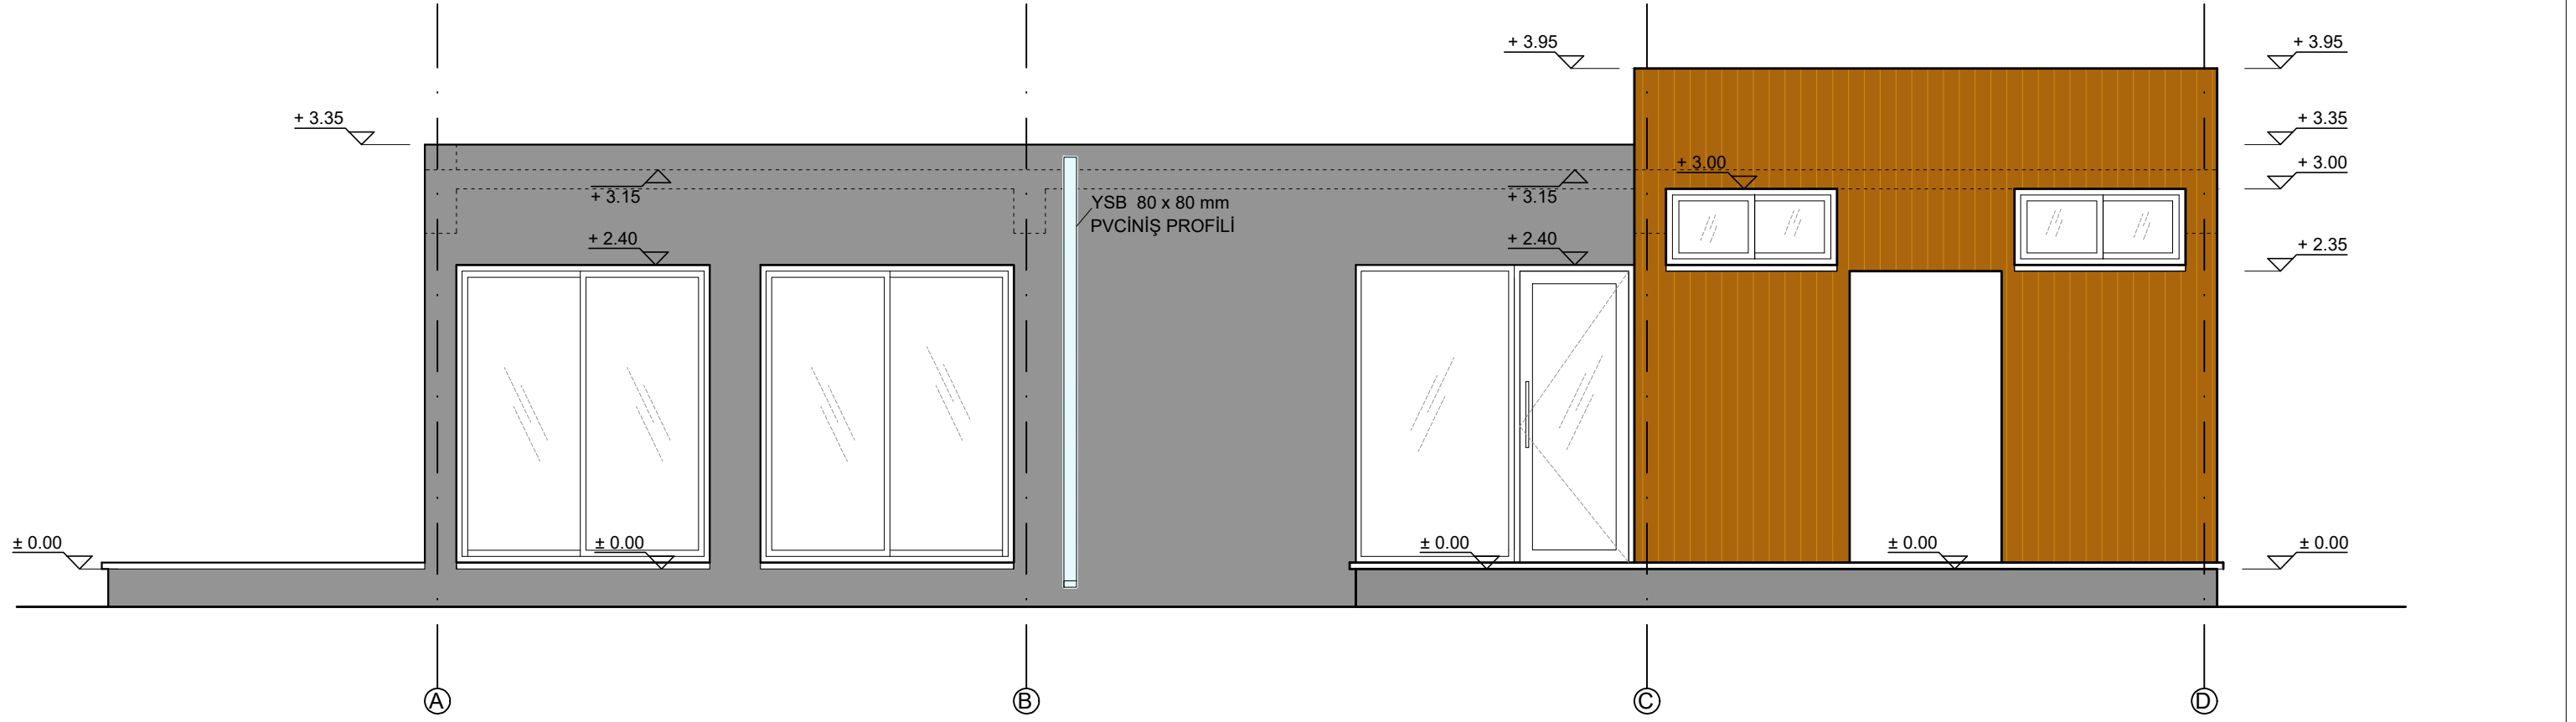 + 3.95
+ 3.95
+ 3.35
+ 3.35
+ 3.00
+ 3.00
+ 3.15
+ 3.15
YSB 80 x 80 mm
PVCİNİŞ PROFİLİ
+ 2.40
+ 2.40
+ 2.35
± 0.00
± 0.00
± 0.00
± 0.00
± 0.00
A
B
C
D